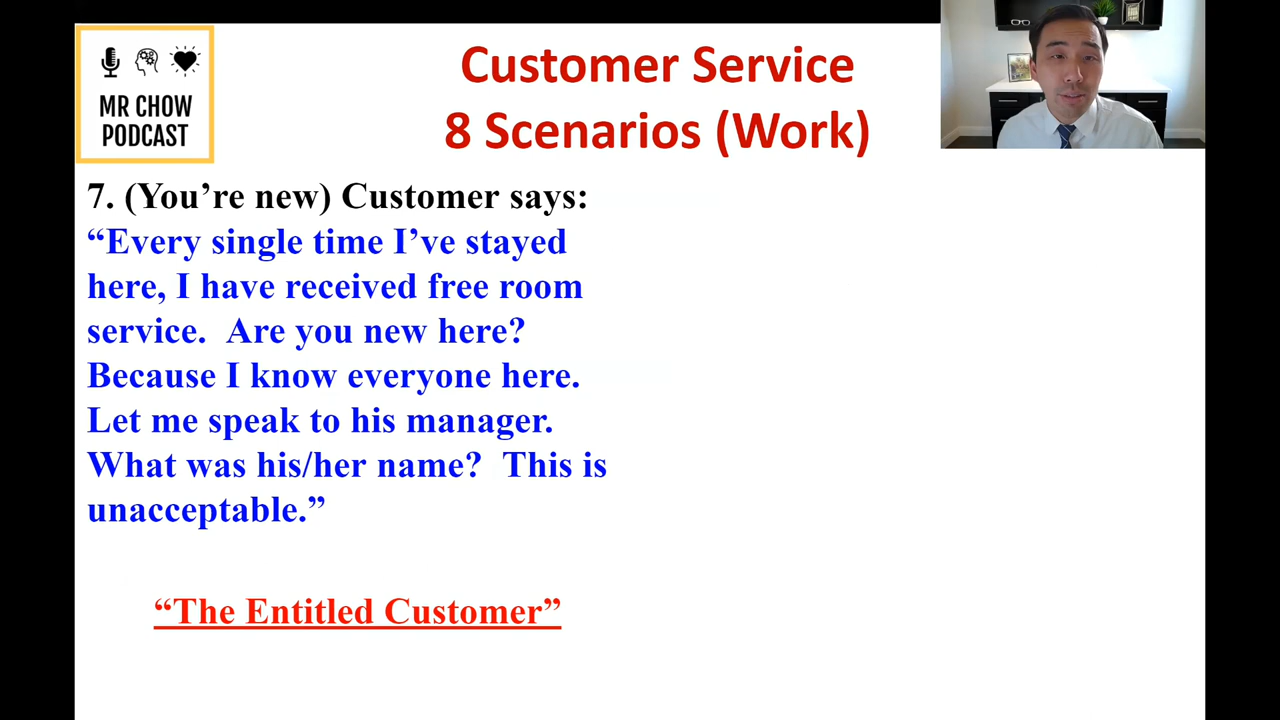 MR CHOW
PODCAST
Customer Service
8 Scenarios (Work)
7. (You’re new) Customer says:
“Every single time I’ve stayed
here, I have received free room
service.  Are you new here?
Because I know everyone here.
Let me speak to his manager.
What was his/her name?  This is
unacceptable.”
“The Entitled Customer”